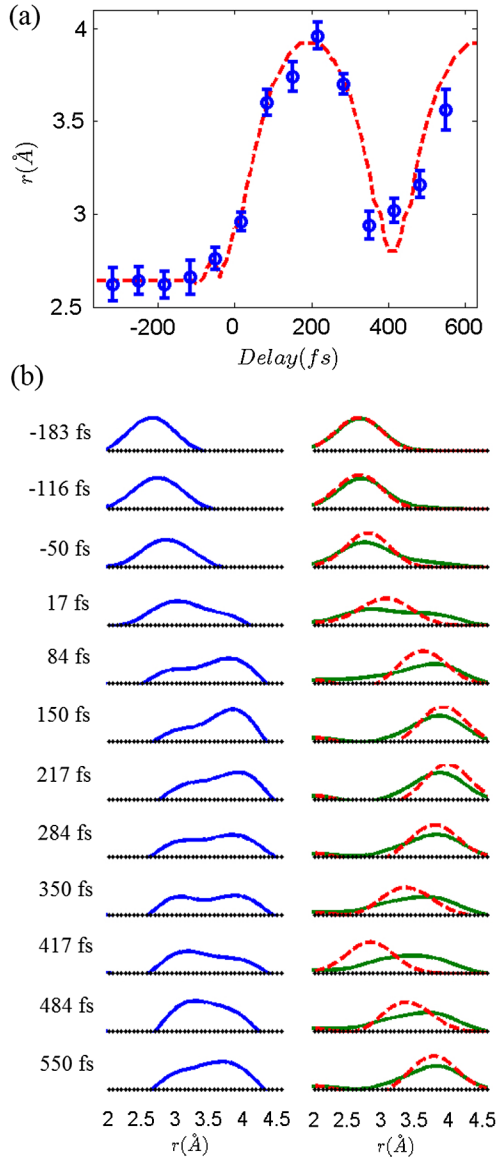 (a)
4
3.5
3
2.5
r(Å)
-200 0 200 400 600
Delay(fs)
(b)
-183 fs
-116 fs
-50 fs
17 fs
84 fs
150 fs
217 fs
284 fs
350 fs
417 fs
484 fs
550 fs
2 2.5 3 3.5 4 4.5 2 2.5 3 3.5 4 4.5
r(Å) r(Å)